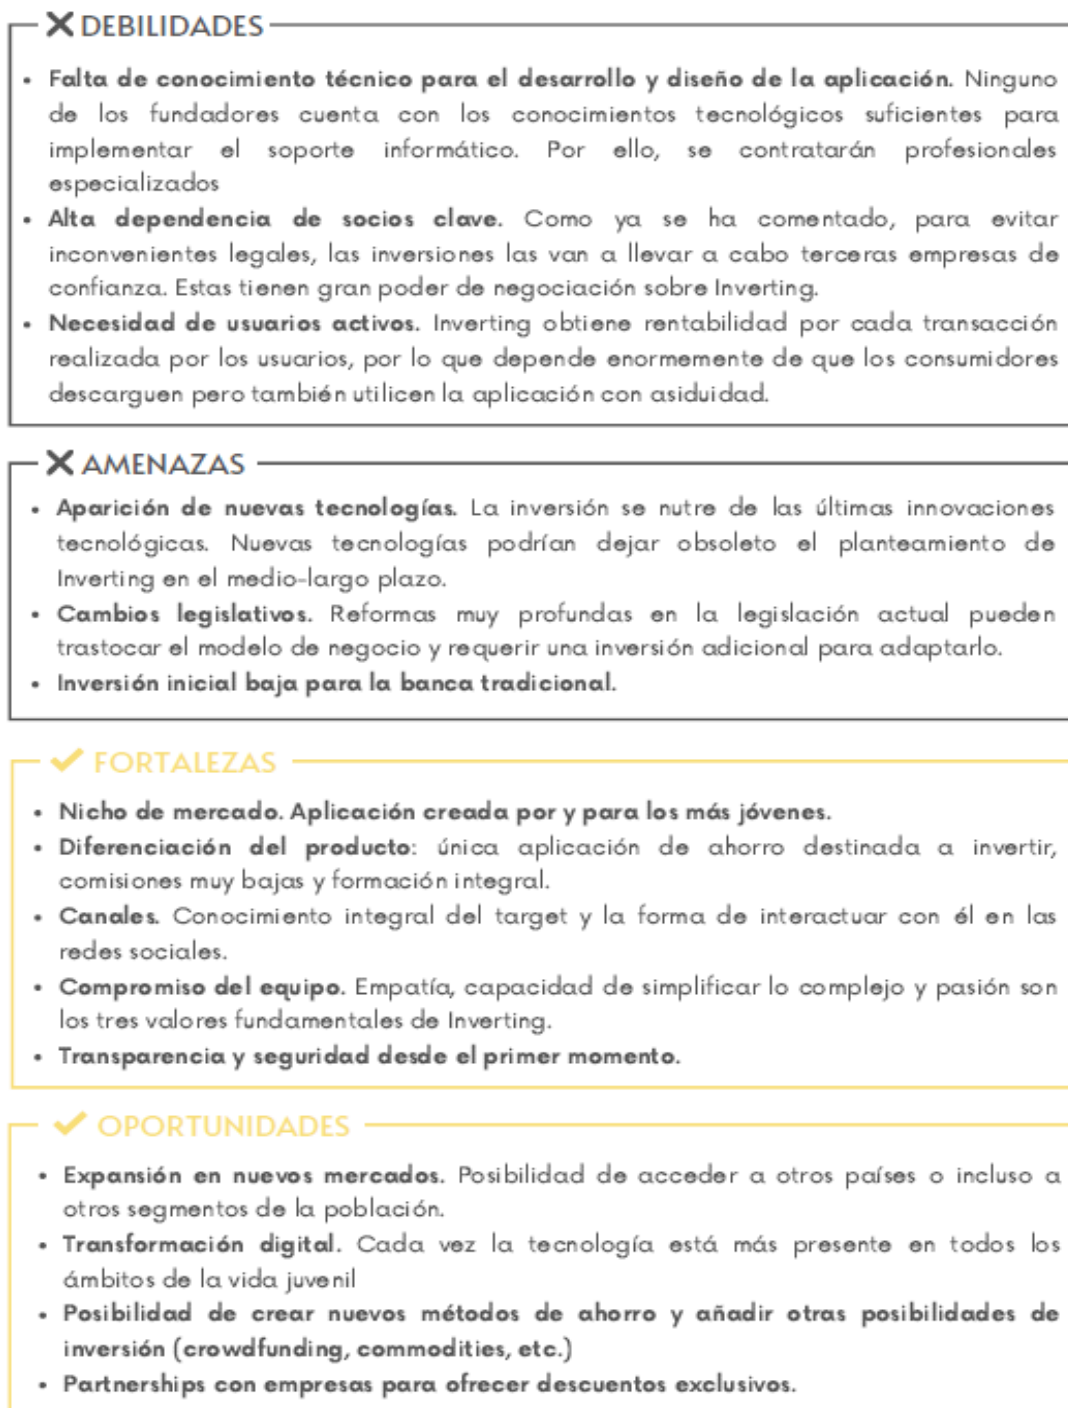 DEBILIDADES
• Falta de conocimiento técnico para el desarrollo y diseño de la aplicación. Ninguno
de los fundadores cuenta con los conocimientos tecnológicos suficientes para
implementar el soporte informático. Por ello, se contratarán profesionales
especializados
• Alta dependencia de socios clave. Como ya se ha comentado, para evitar
inconvenientes legales, las inversiones las van a llevar a cabo terceras empresas de
confianza. Estas tienen gran poder de negociación sobre Inverting.
• Necesidad de usuarios activos. Inverting obtiene rentabilidad por cada transacción
realizada por los usuarios, por lo que depende enormemente de que los consumidores
descarguen pero también utilicen la aplicación con asiduidad.
AMENAZAS
• Aparición de nuevas tecnologías. La inversión se nutre de las últimas innovaciones
tecnológicas. Nuevas tecnologías podrían dejar obsoleto el planteamiento de
Inverting en el medio-largo plazo.
• Cambios legislativos. Reformas muy profundas en la legislación actual pueden
trastocar el modelo de negocio y requerir una inversión adicional para adaptarlo.
• Inversión inicial baja para la banca tradicional.
FORTALEZAS
• Nicho de mercado. Aplicación creada por y para los más jóvenes.
• Diferenciación del producto: única aplicación de ahorro destinada a invertir,
comisiones muy bajas y formación integral.
• Canales. Conocimiento integral del target y la forma de interactuar con él en las
redes sociales.
• Compromiso del equipo. Empatía, capacidad de simplificar lo complejo y pasión son
los tres valores fundamentales de Inverting.
• Transparencia y seguridad desde el primer momento.
OPORTUNIDADES
• Expansión en nuevos mercados. Posibilidad de acceder a otros países o incluso a
otros segmentos de la población.
• Transformación digital. Cada vez la tecnología está más presente en todos los
ámbitos de la vida juvenil
• Posibilidad de crear nuevos métodos de ahorro y añadir otras posibilidades de
inversión (crowdfunding, commodities, etc.)
• Partnerships con empresas para ofrecer descuentos exclusivos.